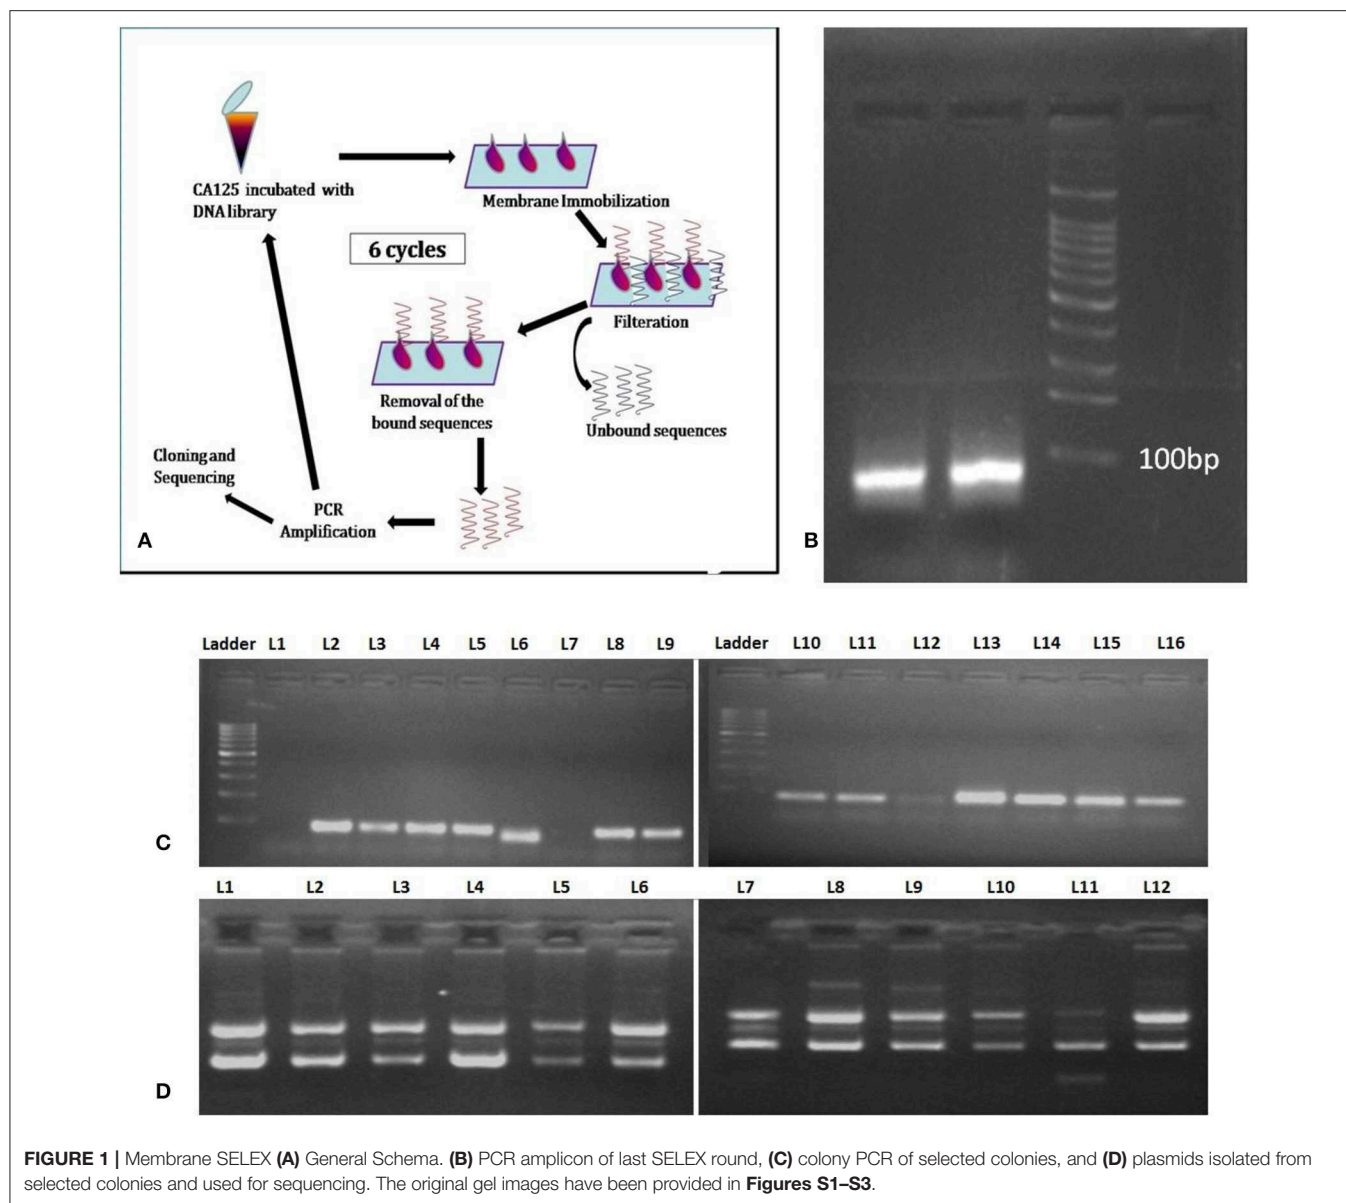 CA125 incubated with
DNA library
Membrane Immobilization
6 cycles
Filteration
Removal of the
bound sequences
Unbound sequences
Cloning and
Sequencing
PCR
Amplification
A
100bp
B
Ladder L1 L2 L3 L4 L5 L6 L7 L8 L9
Ladder L10 L11 L12 L13 L14 L15 L16
C
L1 L2 L3 L4 L5 L6
L7 L8 L9 L10 L11 L12
D
FIGURE 1 | Membrane SELEX (A) General Schema. (B) PCR amplicon of last SELEX round, (C) colony PCR of selected colonies, and (D) plasmids isolated from
selected colonies and used for sequencing. The original gel images have been provided in Figures S1–S3.